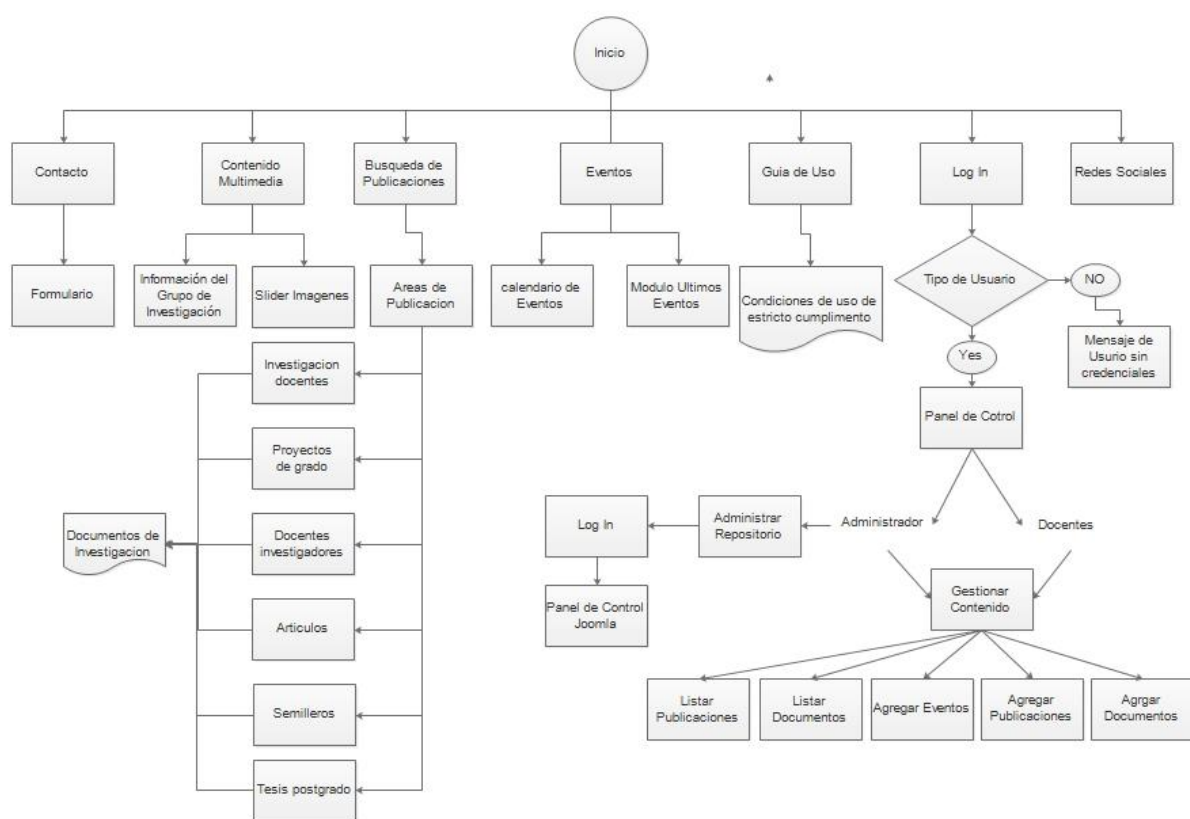 Inicio
Contacto
Contenido
Multimedia
Busqueda de
Publicaciones
Eventos
Guia de Uso
Log In
Redes Sociales
Formulario
Información del
Grupo de
Investigación
Slider Imagenes
Areas de
Publicacion
calendario de
Eventos
Modulo Ultimos
Eventos
Condiciones de uso de
estricto cumplimento
Tipo de Usuario
NO
Mensaje de
Usurio sin
credenciales
Yes
Panel de Cotrol
Investigacion
docentes
Proyectos
de grado
Docentes
investigadores
Articulos
Semilleros
Tesis postgrado
Documentos de
Investigacion
Log In
Administrar
Repositorio
Administrador
Docentes
Panel de Control
Joomla
Gestionar
Contenido
Listar
Publicaciones
Listar
Documentos
Agregar Eventos
Agregar
Publicaciones
Agrgar
Documentos